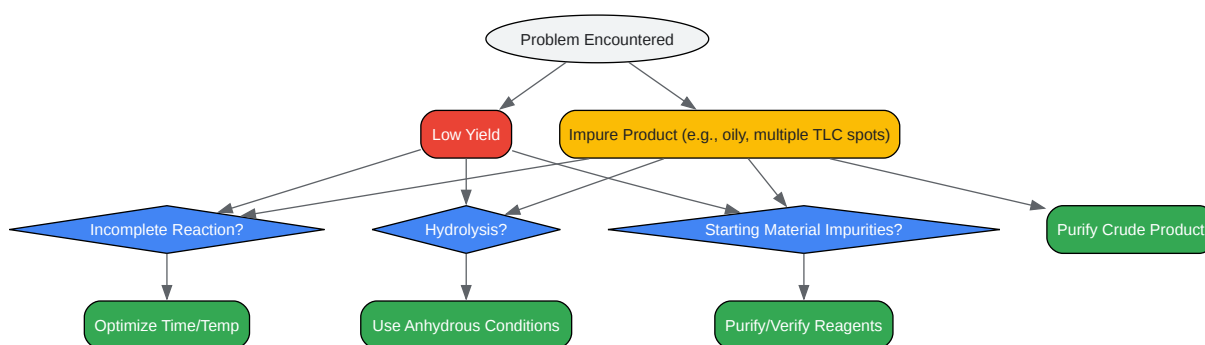 Problem Encountered
Low Yield
Impure Product (e.g., oily, multiple TLC spots)
Incomplete Reaction?
Hydrolysis?
Starting Material Impurities?
Purify Crude Product
Optimize Time/Temp
Use Anhydrous Conditions
Purify/Verify Reagents